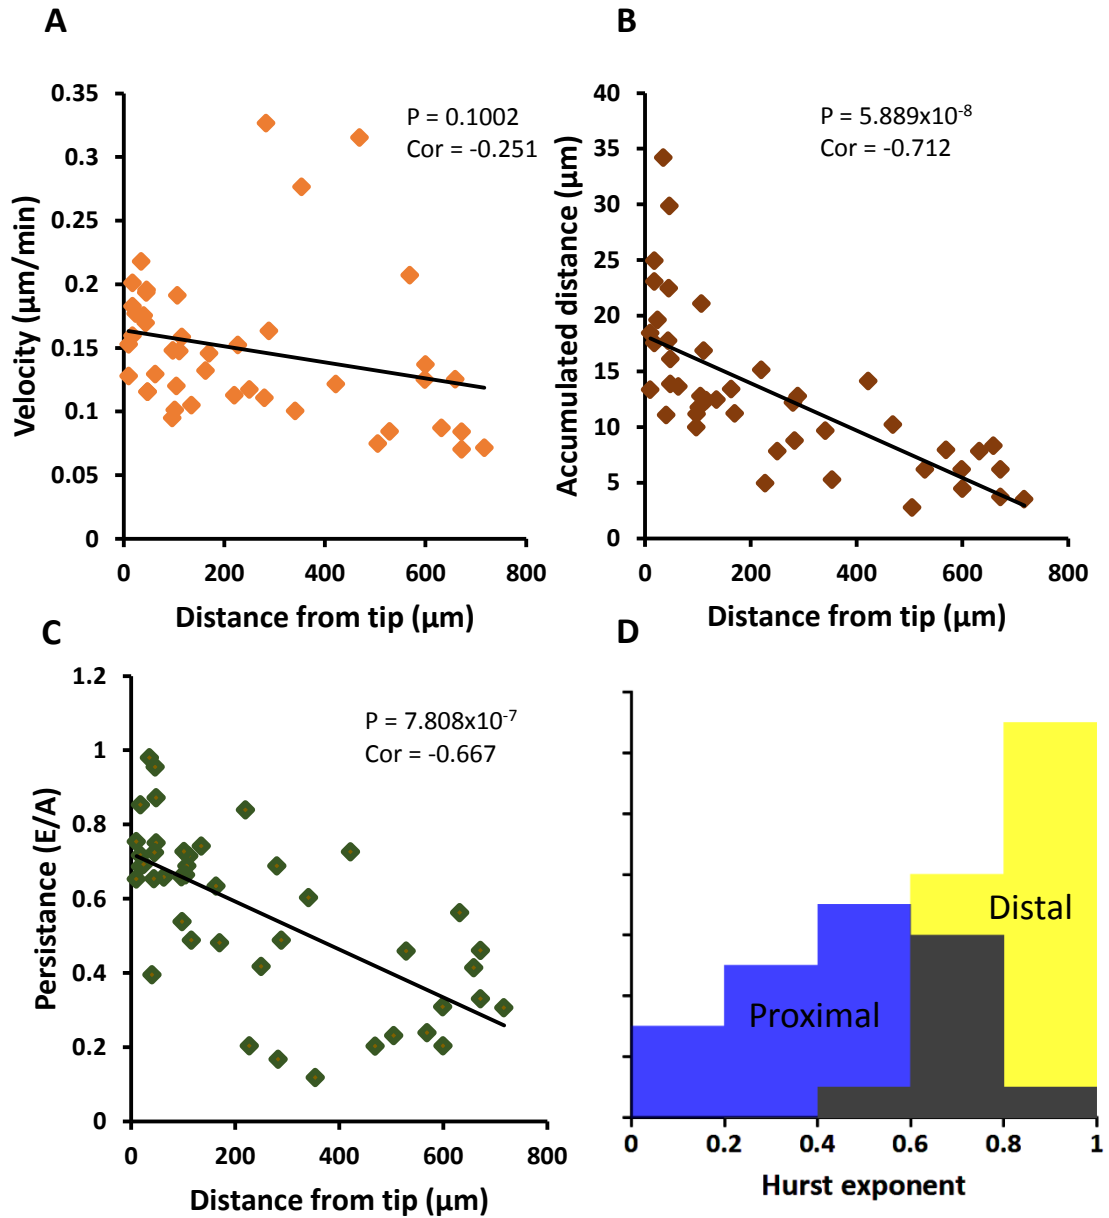 A
0.35
0.3
0.25
0.2
0.15
0.1
0.05
0
Velocity (µm/min)
P = 0.1002
Cor = -0.251
0 200 400 600 800
Distance from tip (µm)
B
40
35
30
25
20
15
10
5
0
Accumulated distance (µm)
P = 5.889x10⁻⁸
Cor = -0.712
0 200 400 600 800
Distance from tip (µm)
C
1.2
1
0.8
0.6
0.4
0.2
0
Persistance (E/A)
P = 7.808x10⁻⁷
Cor = -0.667
0 200 400 600 800
Distance from tip (µm)
D
Distal
Proximal
0 0.2 0.4 0.6 0.8 1
Hurst exponent